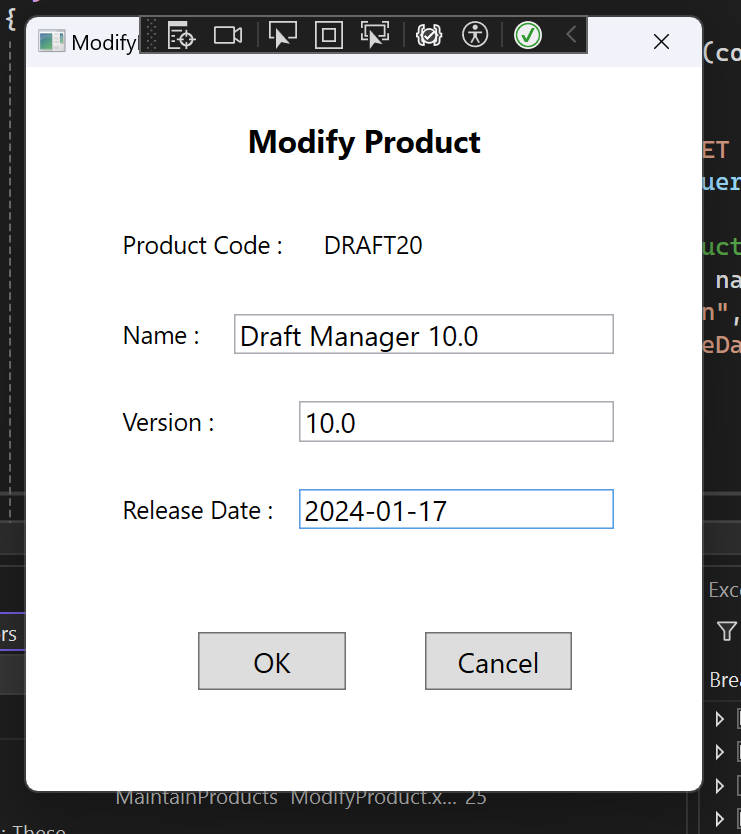 {
Modify
(co
Modify Product
ET
uer
Product Code : DRAFT20
uct
na
Name : Draft Manager 10.0
n",
eDa
Version : 10.0
Release Date : 2024-01-17
Exc
rs
OK Cancel
Brea
MaintainProducts ModifyProduct.x... 25
: These